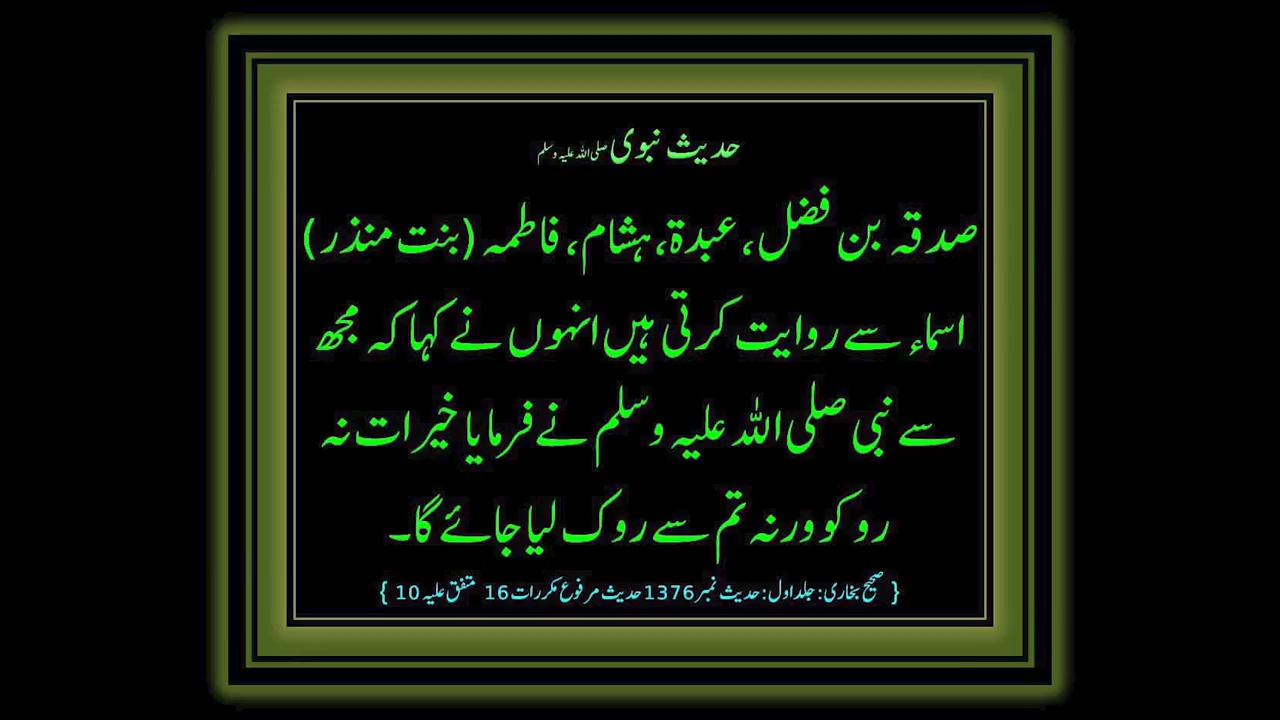 حدیث نبوی صلی اللہ علیہ وسلم
صدقہ بن فضل، عبدۃ، ہشام، فاطمہ (بنت منذر)
اسماء سے روایت کرتی ہیں انہوں نے کہا کہ مجھ
سے نبی صلی اللہ علیہ وسلم نے فرمایا خیرات نہ
روکو ورنہ تم سے روک لیا جائے گا۔
{ صحیح بخاری: جلد اول: حدیث نمبر 1376 حدیث مرفوع مکررات 16 متفق علیہ 10 }